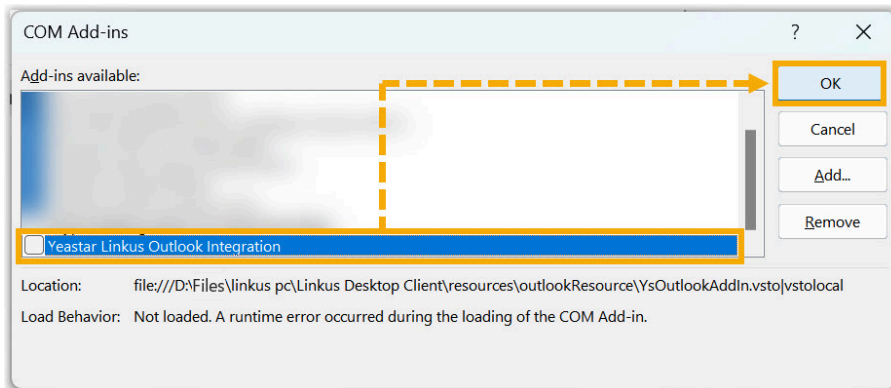 COM Add-ins
?
Add-ins available:
OK
Cancel
Add...
Remove
Yeastar Linkus Outlook Integration
Location: file:///D:\Files\linkus pc\Linkus Desktop Client\resources\outlookResource\YsOutlookAddIn.vsto|vstolocal
Load Behavior: Not loaded. A runtime error occurred during the loading of the COM Add-in.